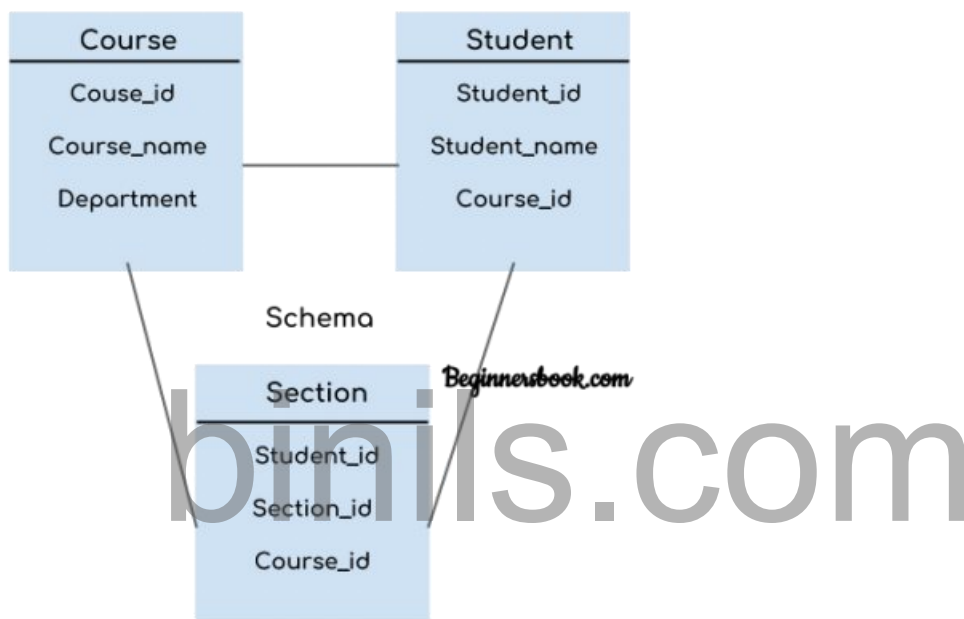 Course
Couse_id
Course_name
Department
Student
Student_id
Student_name
Course_id
Schema
Beginnersbook.com
Section
Student_id
Section_id
Course_id
binils.com